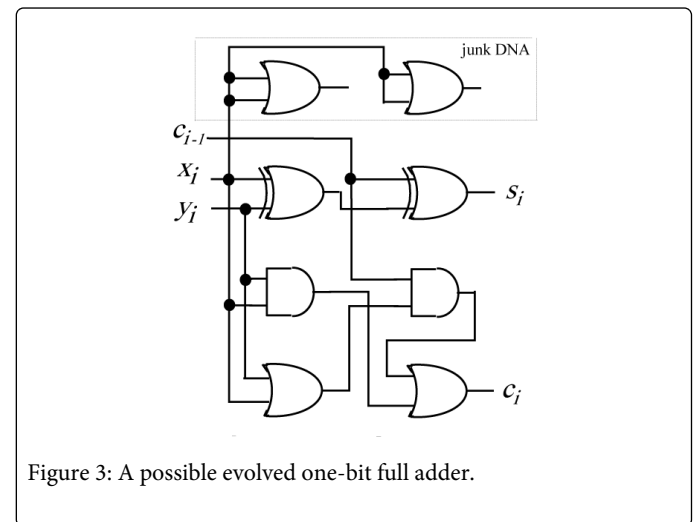 junk DNA
c_{i-1}
x_i
y_i
s_i
c_i
Figure 3: A possible evolved one-bit full adder.